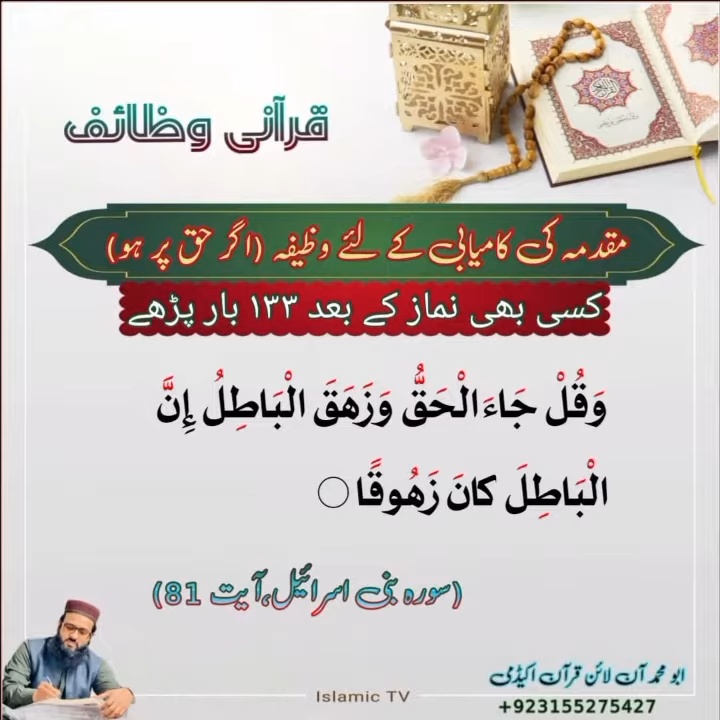 قرآنی وظائف
مقدمہ کی کامیابی کے لئے وظیفہ (اگر حق پر ہو)
کسی بھی نماز کے بعد ۱۳۳ بار پڑھے
وَقُلْ جَاءَ الْحَقُّ وَزَهَقَ الْبَاطِلُ إِنَّ
الْبَاطِلَ كَانَ زَهُوقًا
(سورہ بنی اسرائیل، آیت 81)
ابو محمد آن لائن قرآن اکیڈمی
Islamic TV
+923155275427